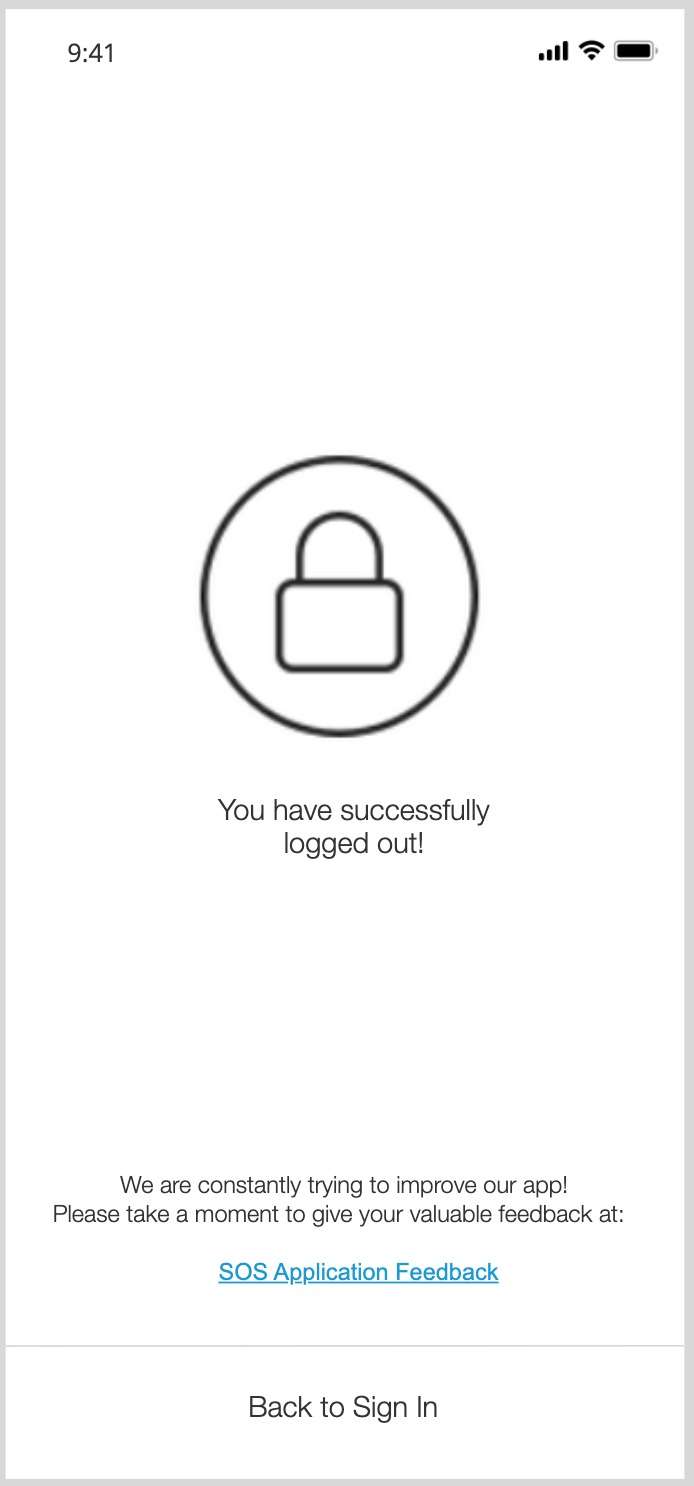 9:41
You have successfully
logged out!
We are constantly trying to improve our app!
Please take a moment to give your valuable feedback at:
SOS Application Feedback
Back to Sign In